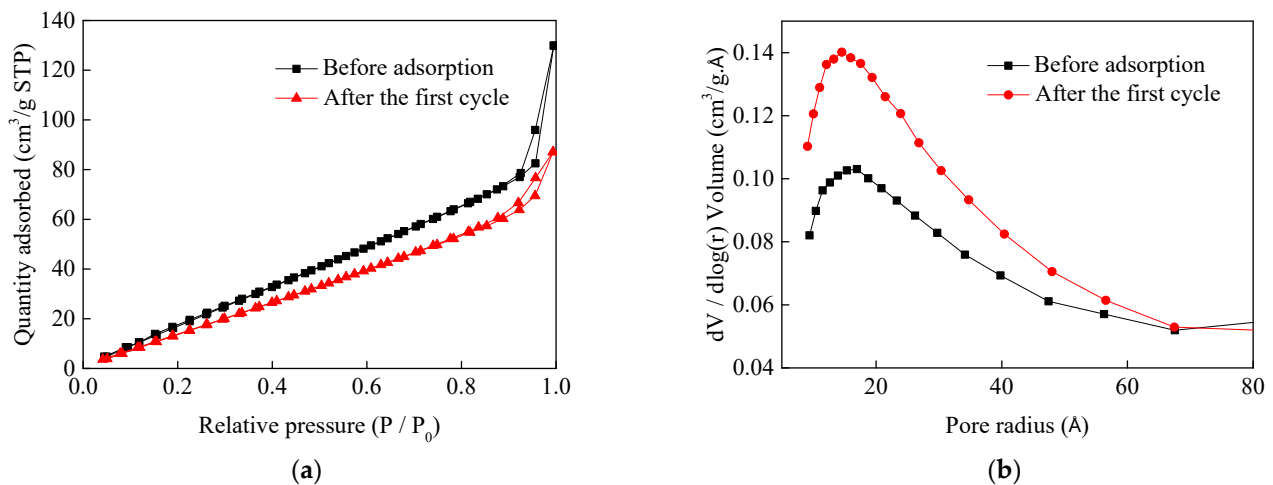 140
120
100
80
60
40
20
0
0.0 0.2 0.4 0.6 0.8 1.0
Quantity adsorbed (cm³/g STP)
Relative pressure (P / P₀)
Before adsorption
After the first cycle
(a)
0.14
0.12
0.10
0.08
0.06
0.04
20 40 60 80
dV / dlog(r) Volume (cm³/g.Å)
Pore radius (Å)
Before adsorption
After the first cycle
(b)